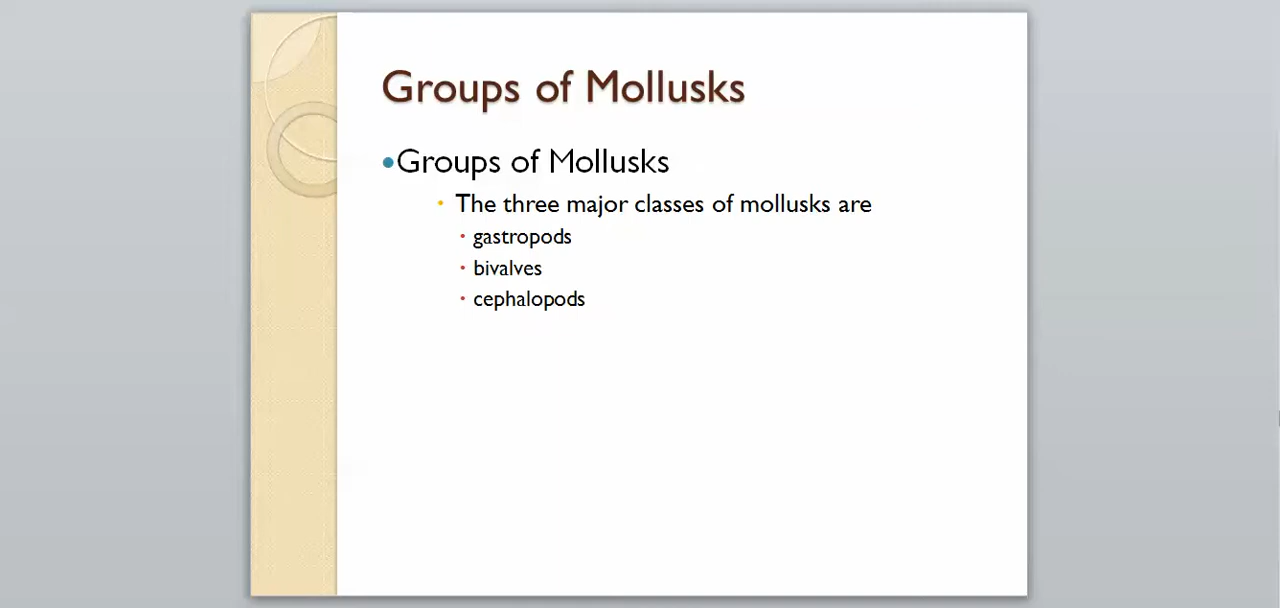 Groups of Mollusks
•Groups of Mollusks
• The three major classes of mollusks are
• gastropods
• bivalves
• cephalopods